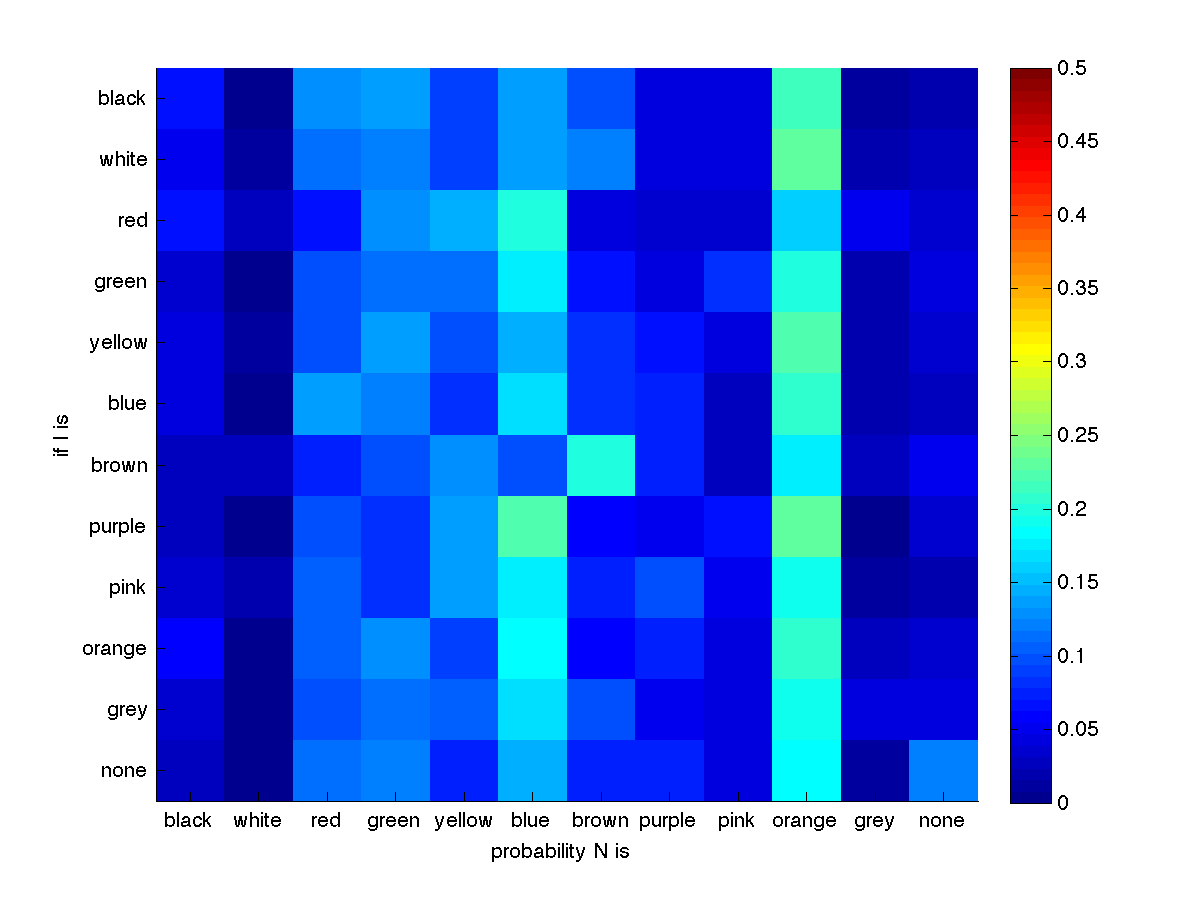 black
white
red
green
yellow
blue
brown
purple
pink
orange
grey
none
if I is
black white red green yellow blue brown purple pink orange grey none
probability N is
0.5
0.45
0.4
0.35
0.3
0.25
0.2
0.15
0.1
0.05
0